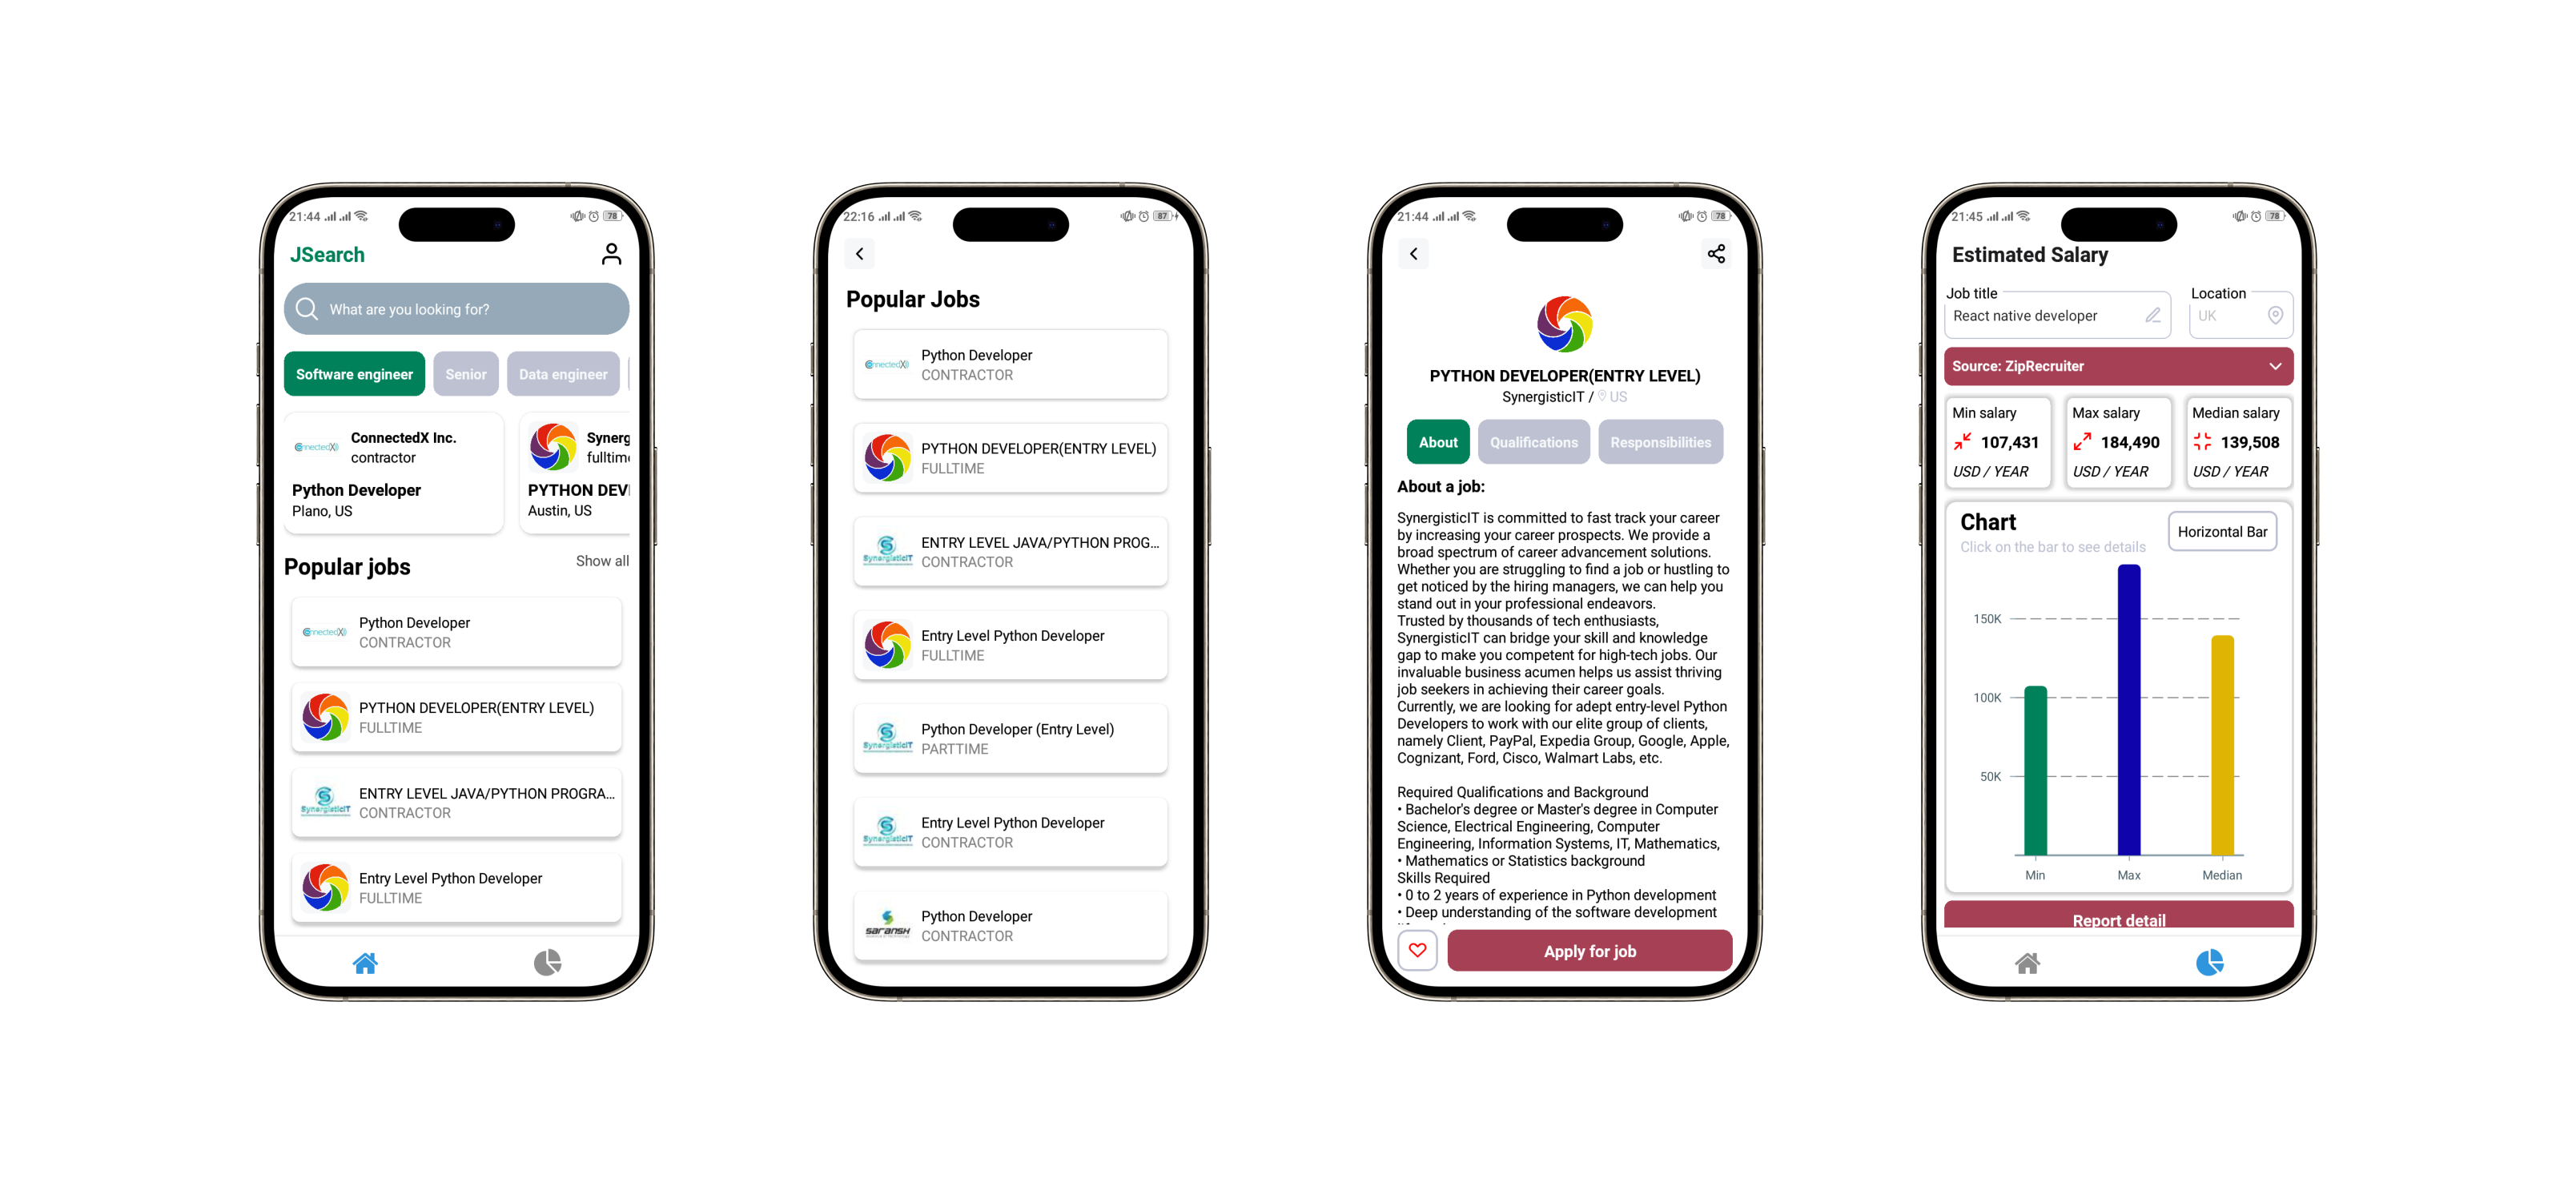 21:44
78
JSearch
What are you looking for?
Software engineer
Senior
Data engineer
ConnectedX
ConnectedX Inc.
contractor
Python Developer
Plano, US
Synerg
fulltime
PYTHON DEV
Austin, US
Popular jobs
Show all
ConnectedX
Python Developer
CONTRACTOR
PYTHON DEVELOPER(ENTRY LEVEL)
FULLTIME
SynergisticIT
ENTRY LEVEL JAVA/PYTHON PROGRA...
CONTRACTOR
Entry Level Python Developer
FULLTIME
22:16
87
Popular Jobs
ConnectedX
Python Developer
CONTRACTOR
PYTHON DEVELOPER(ENTRY LEVEL)
FULLTIME
SynergisticIT
ENTRY LEVEL JAVA/PYTHON PROG...
CONTRACTOR
Entry Level Python Developer
FULLTIME
SynergisticIT
Python Developer (Entry Level)
PARTTIME
SynergisticIT
Entry Level Python Developer
CONTRACTOR
saransh
Python Developer
CONTRACTOR
21:44
78
PYTHON DEVELOPER(ENTRY LEVEL)
SynergisticIT / US
About
Qualifications
Responsibilities
About a job:
SynergisticIT is committed to fast track your career
by increasing your career prospects. We provide a
broad spectrum of career advancement solutions.
Whether you are struggling to find a job or hustling to
get noticed by the hiring managers, we can help you
stand out in your professional endeavors.
Trusted by thousands of tech enthusiasts,
SynergisticIT can bridge your skill and knowledge
gap to make you competent for high-tech jobs. Our
invaluable business acumen helps us assist thriving
job seekers in achieving their career goals.
Currently, we are looking for adept entry-level Python
Developers to work with our elite group of clients,
namely Client, PayPal, Expedia Group, Google, Apple,
Cognizant, Ford, Cisco, Walmart Labs, etc.
Required Qualifications and Background
• Bachelor's degree or Master's degree in Computer
Science, Electrical Engineering, Computer
Engineering, Information Systems, IT, Mathematics,
• Mathematics or Statistics background
Skills Required
• 0 to 2 years of experience in Python development
• Deep understanding of the software development
Apply for job
21:45
78
Estimated Salary
Job title
React native developer
Location
UK
Source: ZipRecruiter
Min salary
107,431
USD / YEAR
Max salary
184,490
USD / YEAR
Median salary
139,508
USD / YEAR
Chart
Click on the bar to see details
Horizontal Bar
150K
100K
50K
Min
Max
Median
Report detail